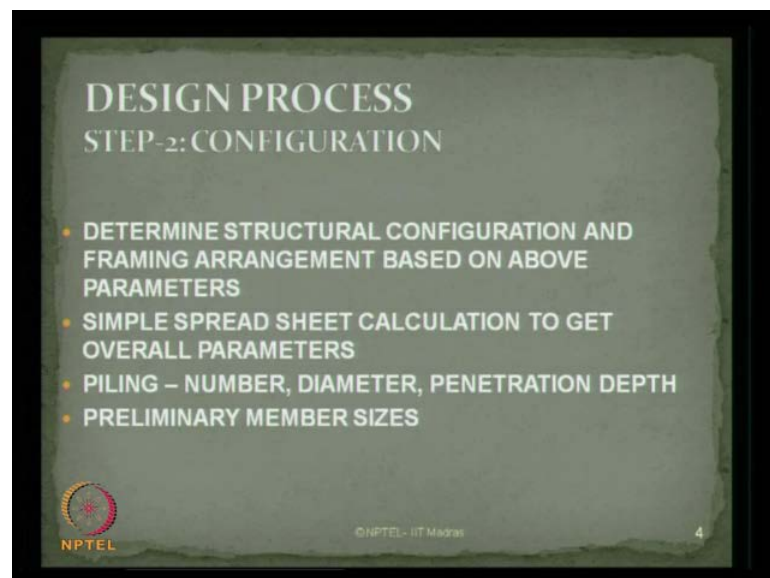 DESIGN PROCESS
STEP-2: CONFIGURATION
• DETERMINE STRUCTURAL CONFIGURATION AND
FRAMING ARRANGEMENT BASED ON ABOVE
PARAMETERS
• SIMPLE SPREAD SHEET CALCULATION TO GET
OVERALL PARAMETERS
• PILING – NUMBER, DIAMETER, PENETRATION DEPTH
• PRELIMINARY MEMBER SIZES
NPTEL
©NPTEL- IIT Madras
4